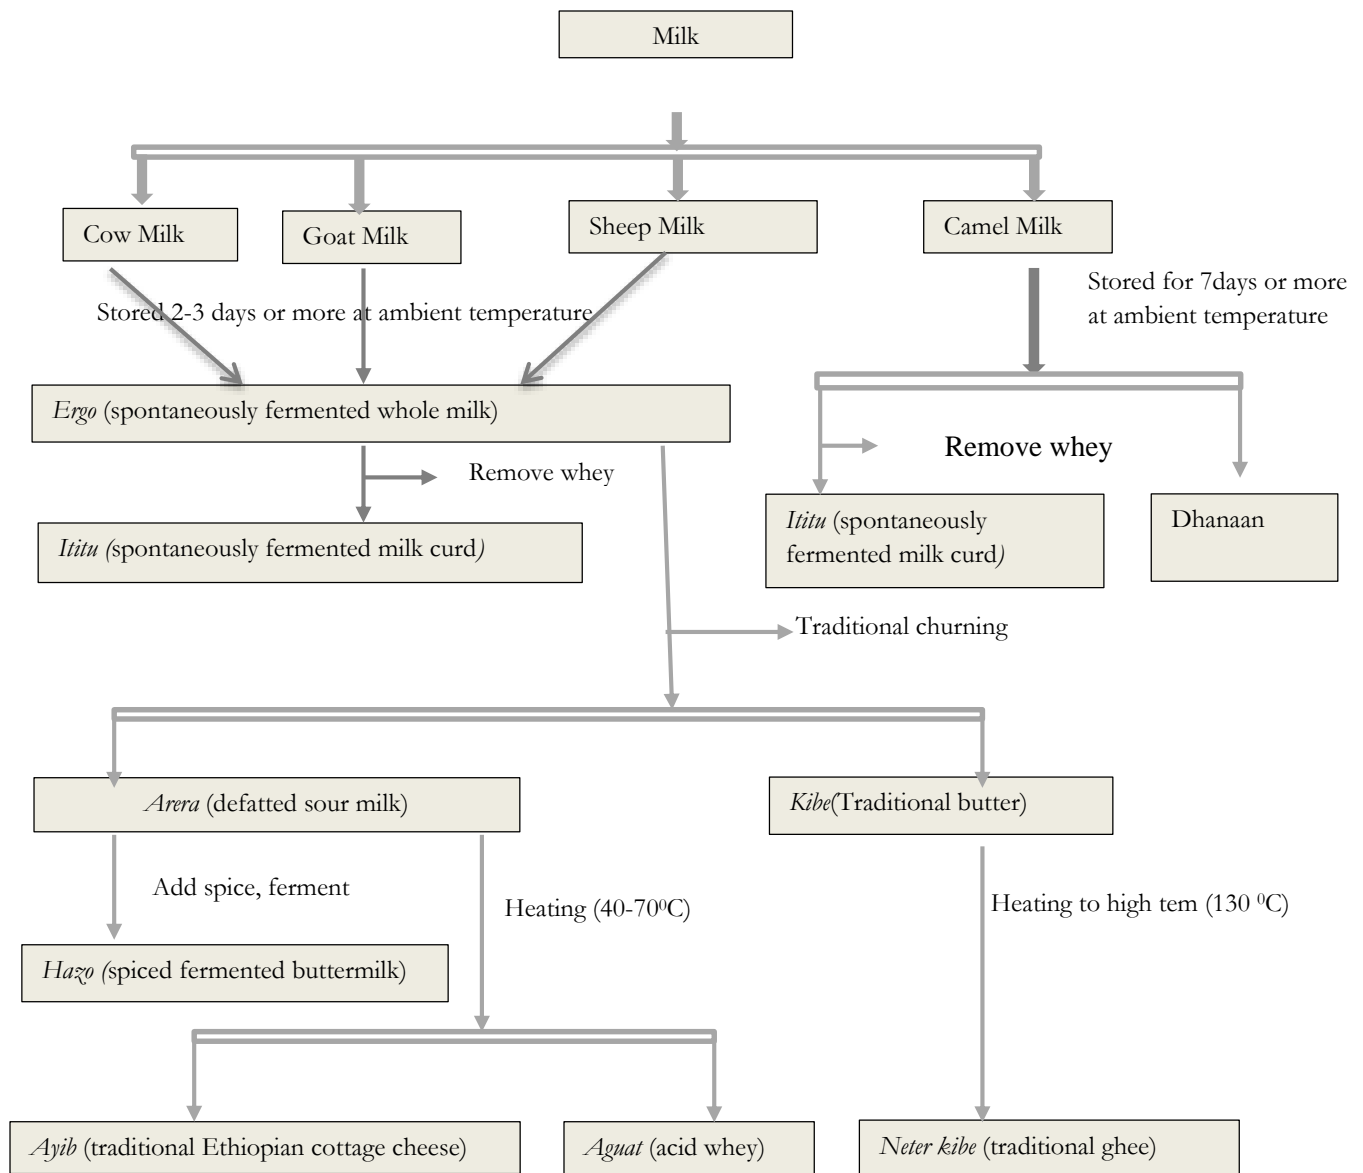 Milk
Cow Milk
Goat Milk
Sheep Milk
Camel Milk
Stored 2-3 days or more at ambient temperature
Stored for 7days or more
at ambient temperature
Ergo (spontaneously fermented whole milk)
Remove whey
Remove whey
Ititu (spontaneously fermented milk curd)
Ititu (spontaneously
fermented milk curd)
Dhanaan
Traditional churning
Arera (defatted sour milk)
Kibe(Traditional butter)
Add spice, ferment
Heating (40-70⁰C)
Heating to high tem (130 ⁰C)
Hazo (spiced fermented buttermilk)
Ayib (traditional Ethiopian cottage cheese)
Aguat (acid whey)
Neter kibe (traditional ghee)